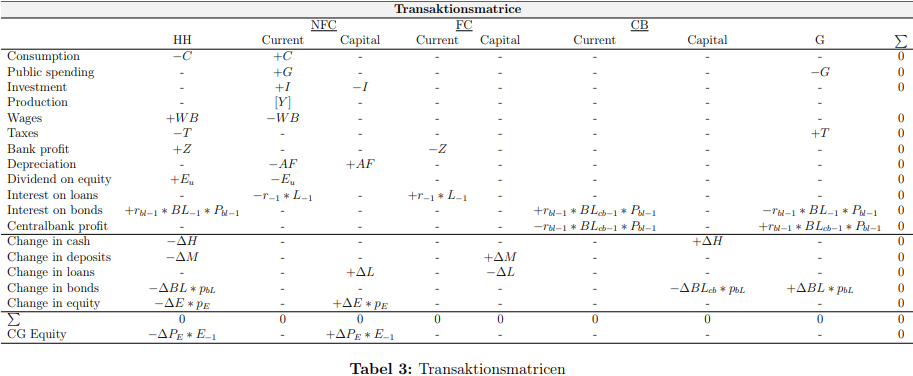 Transaktionsmatrice
NFC FC CB
HH Current Capital Current Capital Current Capital G ∑
Consumption −C +C - - - - - - 0
Public spending - +G - - - - - −G 0
Investment - +I −I - - - - - 0
Production [Y] - - - - - -
Wages +WB −WB - - - - - - 0
Taxes −T - - - - - - +T 0
Bank profit +Z - - −Z - - - - 0
Depreciation - −AF +AF - - - - - 0
Dividend on equity +E_u −E_u - - - - - - 0
Interest on loans - −r_{−1} * L_{−1} - +r_{−1} * L_{−1} - - - - 0
Interest on bonds +r_{bl−1} * BL_{−1} * P_{bl−1} - - - - +r_{bl−1} * BL_{cb−1} * P_{bl−1} - −r_{bl−1} * BL_{−1} * P_{bl−1} 0
Centralbank profit - - - - −r_{bl−1} * BL_{cb−1} * P_{bl−1} - +r_{bl−1} * BL_{cb−1} * P_{bl−1} 0
Change in cash −ΔH - - - - - +ΔH - 0
Change in deposits −ΔM - - - +ΔM - - - 0
Change in loans - - +ΔL - −ΔL - - - 0
Change in bonds −ΔBL * p_{bL} - - - - - −ΔBL_{cb} * p_{bL} +ΔBL * p_{bL} 0
Change in equity −ΔE * p_E - +ΔE * p_E - - - - - 0
∑ 0 0 0 0 0 0 0 0 0
CG Equity −ΔP_E * E_{−1} +ΔP_E * E_{−1} - - - - - 0
Tabel 3: Transaktionsmatricen